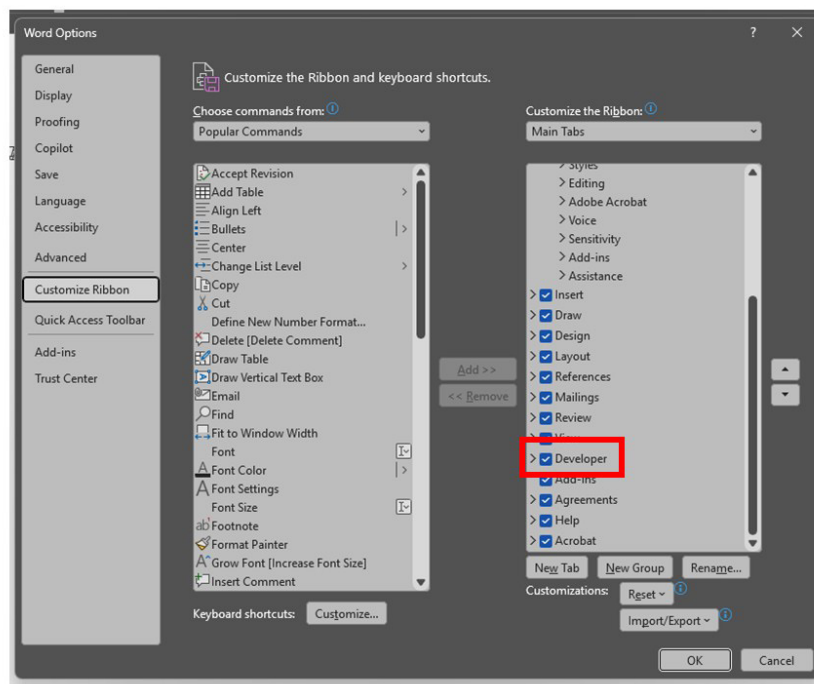 Word Options
?
General
Display
Proofing
Copilot
Save
Language
Accessibility
Advanced
Customize Ribbon
Quick Access Toolbar
Add-ins
Trust Center
Customize the Ribbon and keyboard shortcuts.
Choose commands from:
Popular Commands
Accept Revision
Add Table
Align Left
Bullets
Center
Change List Level
Copy
Cut
Define New Number Format...
Delete [Delete Comment]
Draw Table
Draw Vertical Text Box
Email
Find
Fit to Window Width
Font
Font Color
Font Settings
Font Size
Footnote
Format Painter
Grow Font [Increase Font Size]
Insert Comment
Keyboard shortcuts: Customize...
Add >>
<< Remove
Customize the Ribbon:
Main Tabs
Styles
Editing
Adobe Acrobat
Voice
Sensitivity
Add-ins
Assistance
Insert
Draw
Design
Layout
References
Mailings
Review
View
Developer
Add-Ins
Agreements
Help
Acrobat
New Tab New Group Rename...
Customizations: Reset
Import/Export
OK Cancel